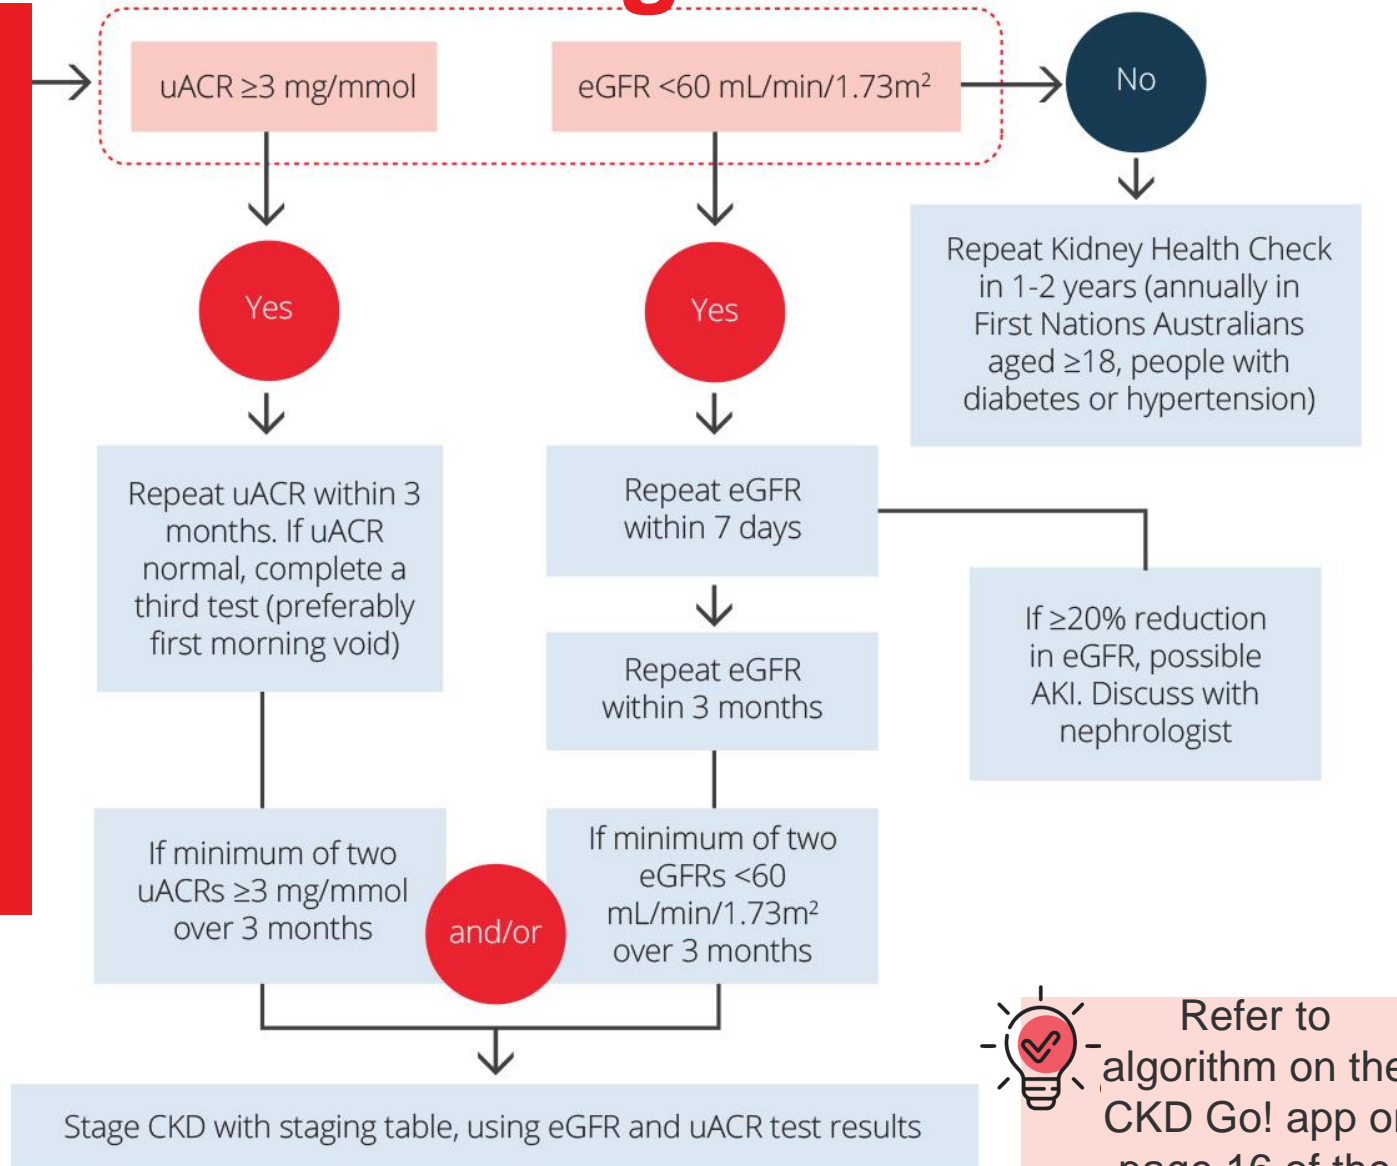 g
uACR ≥3 mg/mmol
eGFR <60 mL/min/1.73m²
No
Yes
Yes
Repeat Kidney Health Check
in 1-2 years (annually in
First Nations Australians
aged ≥18, people with
diabetes or hypertension)
Repeat uACR within 3
months. If uACR
normal, complete a
third test (preferably
first morning void)
Repeat eGFR
within 7 days
Repeat eGFR
within 3 months
If ≥20% reduction
in eGFR, possible
AKI. Discuss with
nephrologist
If minimum of two
uACRs ≥3 mg/mmol
over 3 months
and/or
If minimum of two
eGFRs <60
mL/min/1.73m²
over 3 months
Stage CKD with staging table, using eGFR and uACR test results
Refer to
algorithm on the
CKD Go! app or
page 16 of the